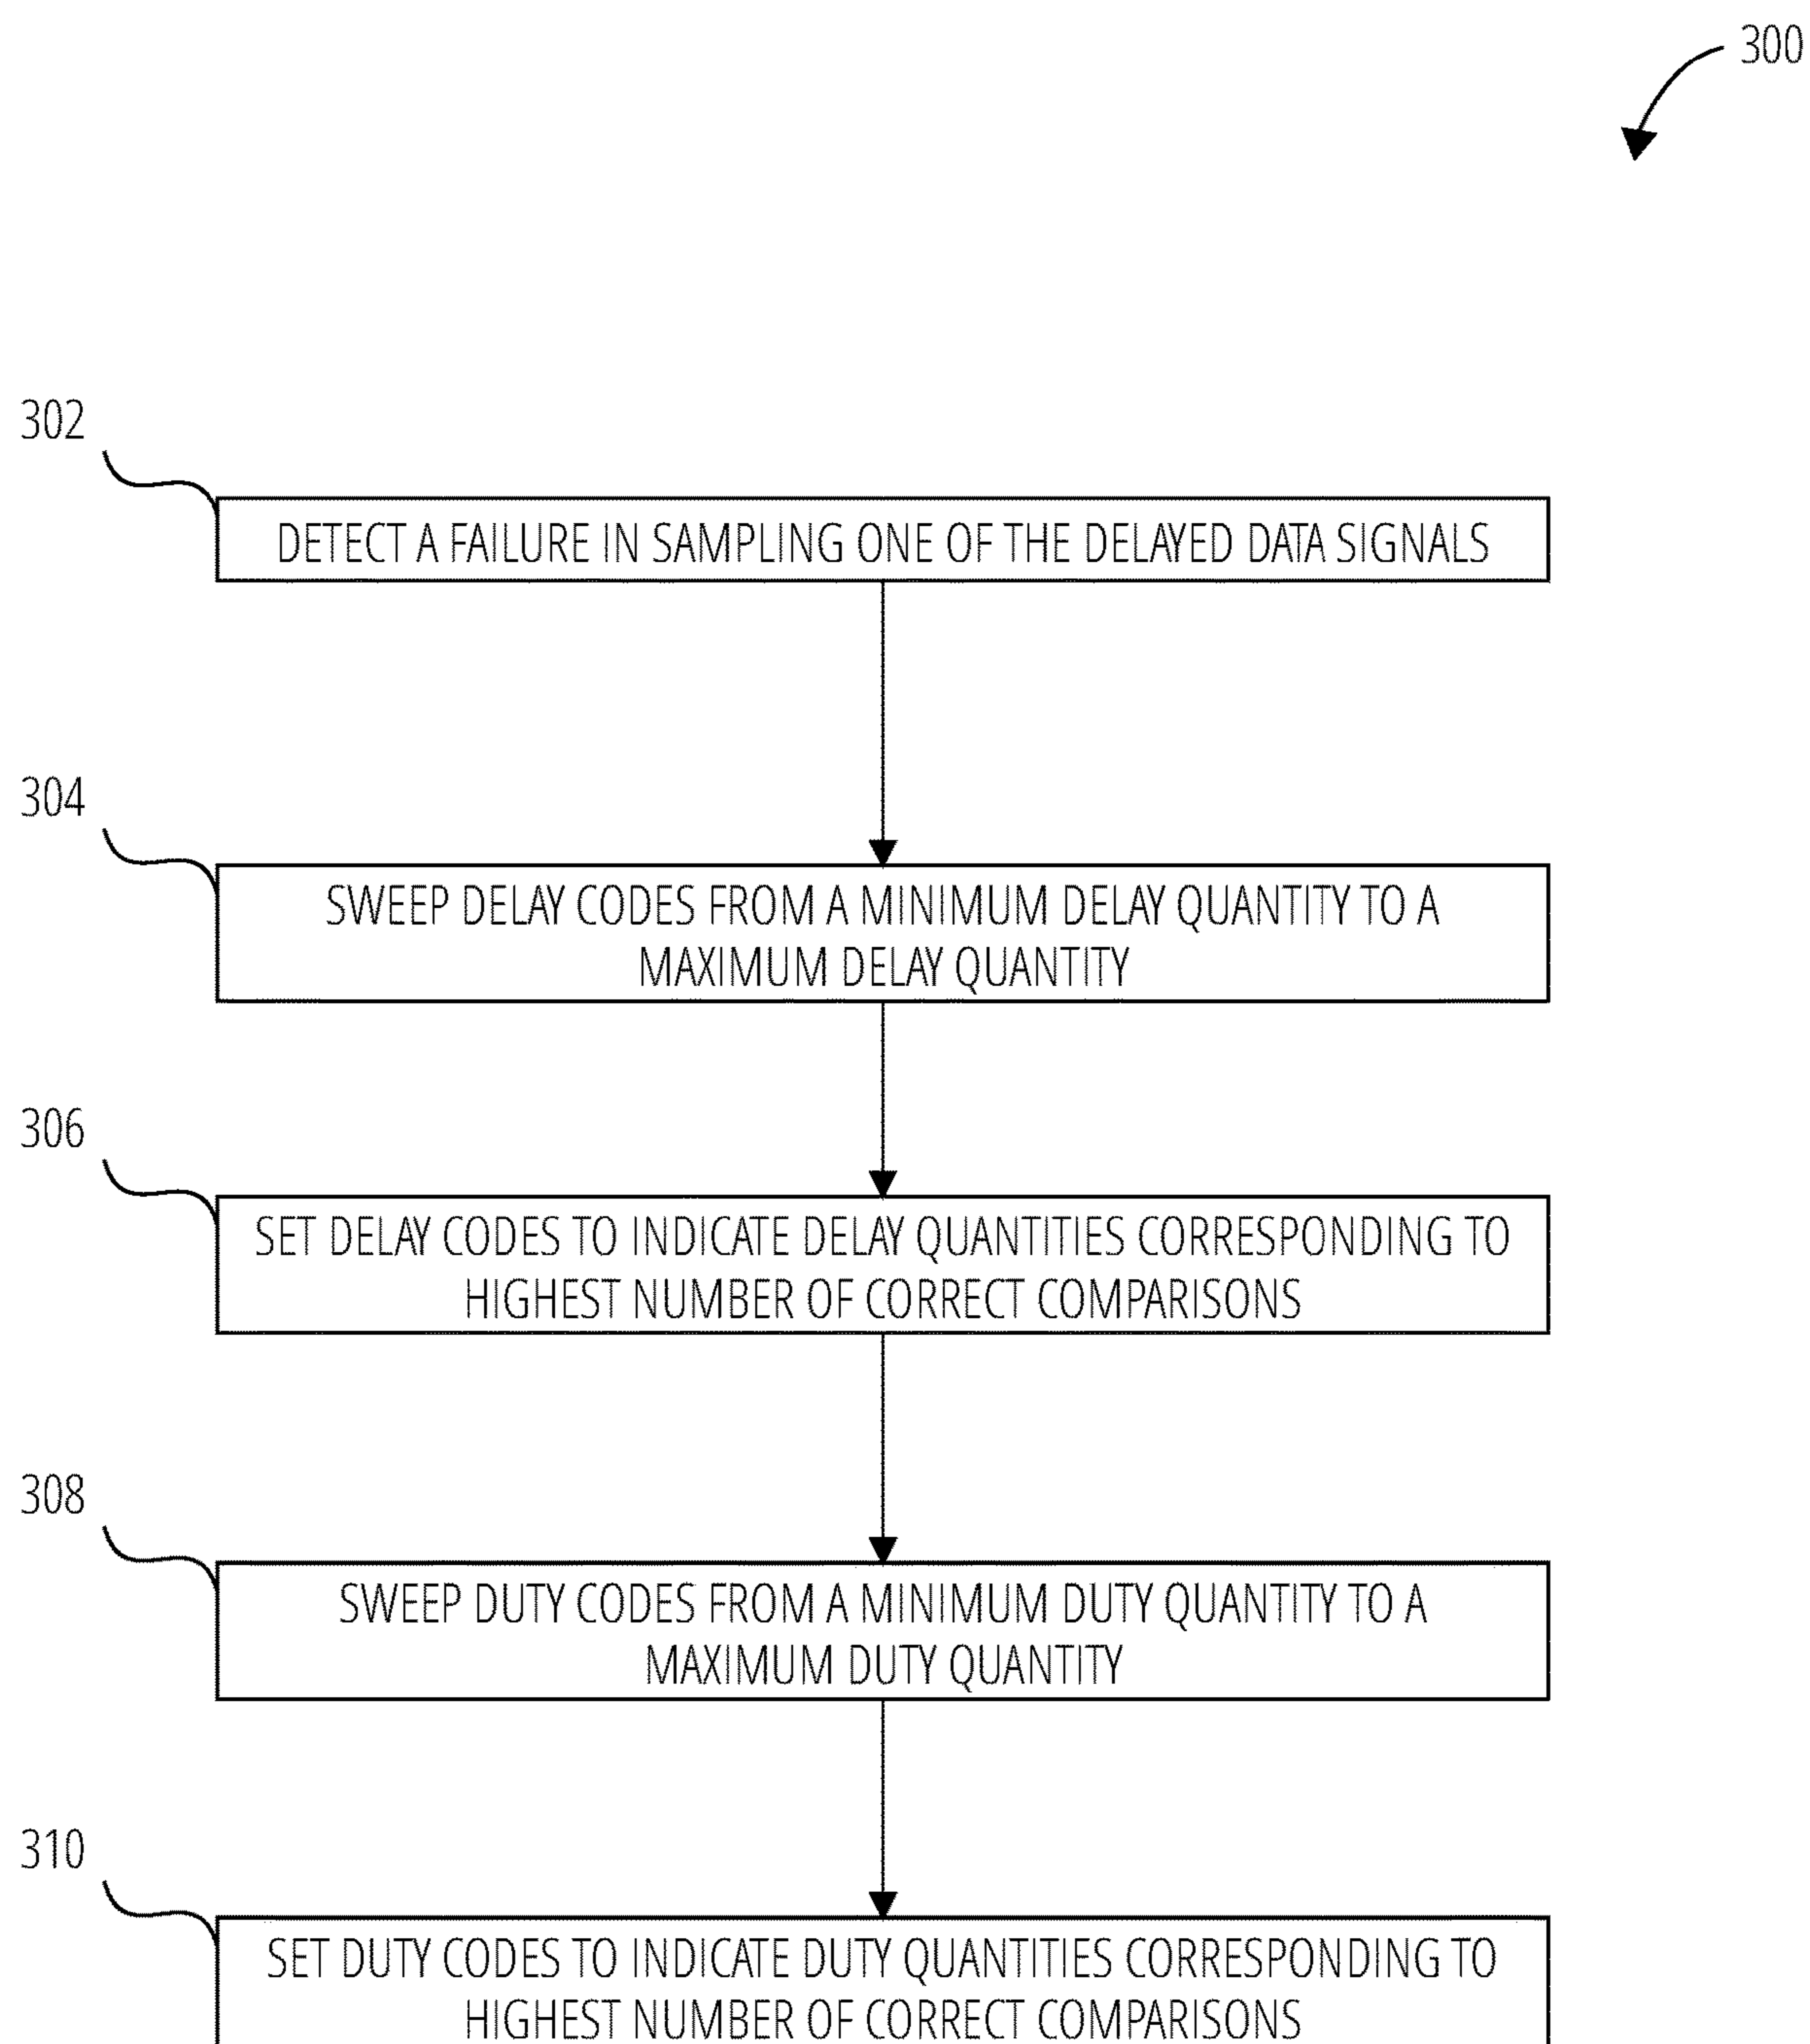 300
302
DETECT A FAILURE IN SAMPLING ONE OF THE DELAYED DATA SIGNALS
304
SWEEP DELAY CODES FROM A MINIMUM DELAY QUANTITY TO A
MAXIMUM DELAY QUANTITY
306
SET DELAY CODES TO INDICATE DELAY QUANTITIES CORRESPONDING TO
HIGHEST NUMBER OF CORRECT COMPARISONS
308
SWEEP DUTY CODES FROM A MINIMUM DUTY QUANTITY TO A
MAXIMUM DUTY QUANTITY
310
SET DUTY CODES TO INDICATE DUTY QUANTITIES CORRESPONDING TO
HIGHEST NUMBER OF CORRECT COMPARISONS